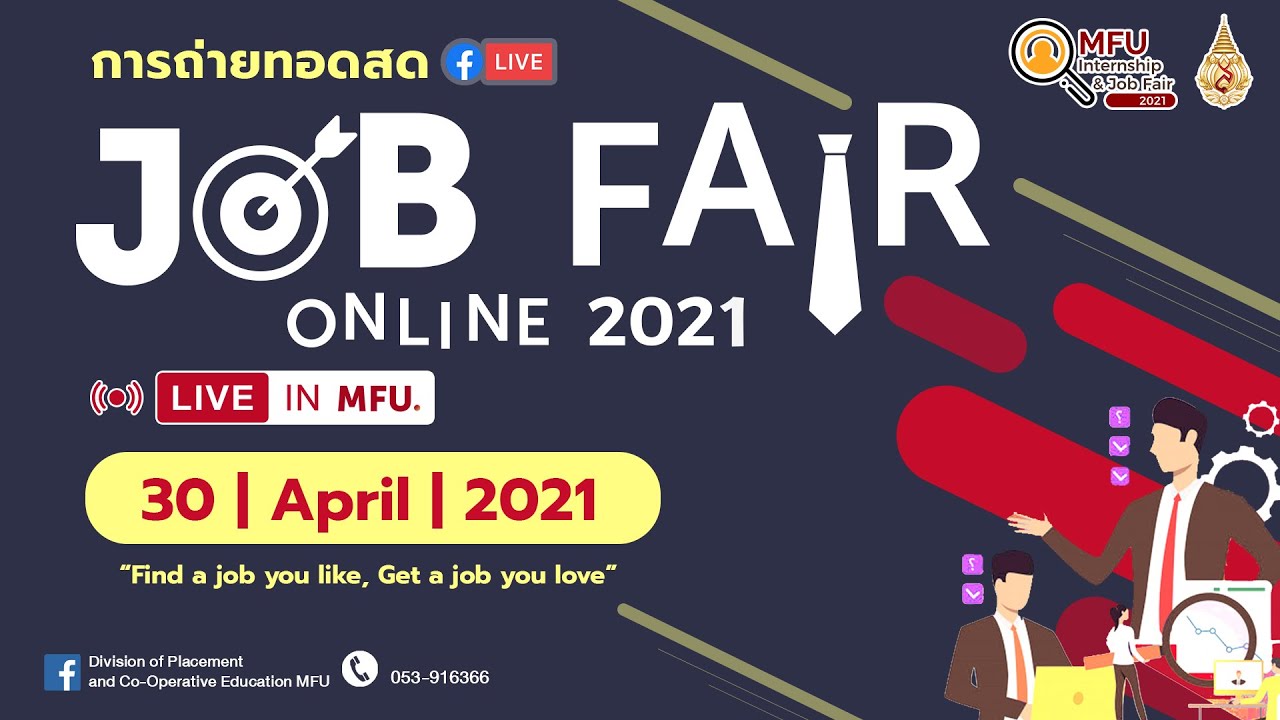 การถ่ายทอดสด
LIVE
MFU
Internship
& Job Fair
2021
JOB FAIR
ONLINE 2021
LIVE IN MFU.
30 | April | 2021
“Find a job you like, Get a job you love”
Division of Placement
and Co-Operative Education MFU
053-916366